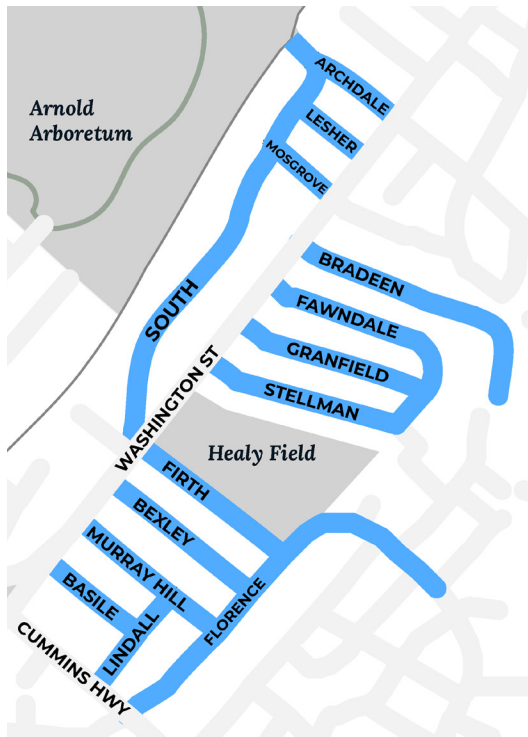 ARCHDALE
Arnold
Arboretum
LESHER
MOSGROVE
BRADEEN
SOUTH
FAWNDALE
GRANFIELD
STELLMAN
WASHINGTON ST
Healy Field
FIRTH
BEXLEY
MURRAY HILL
BASILE
FLORENCE
LINDALL
CUMMINS HWY